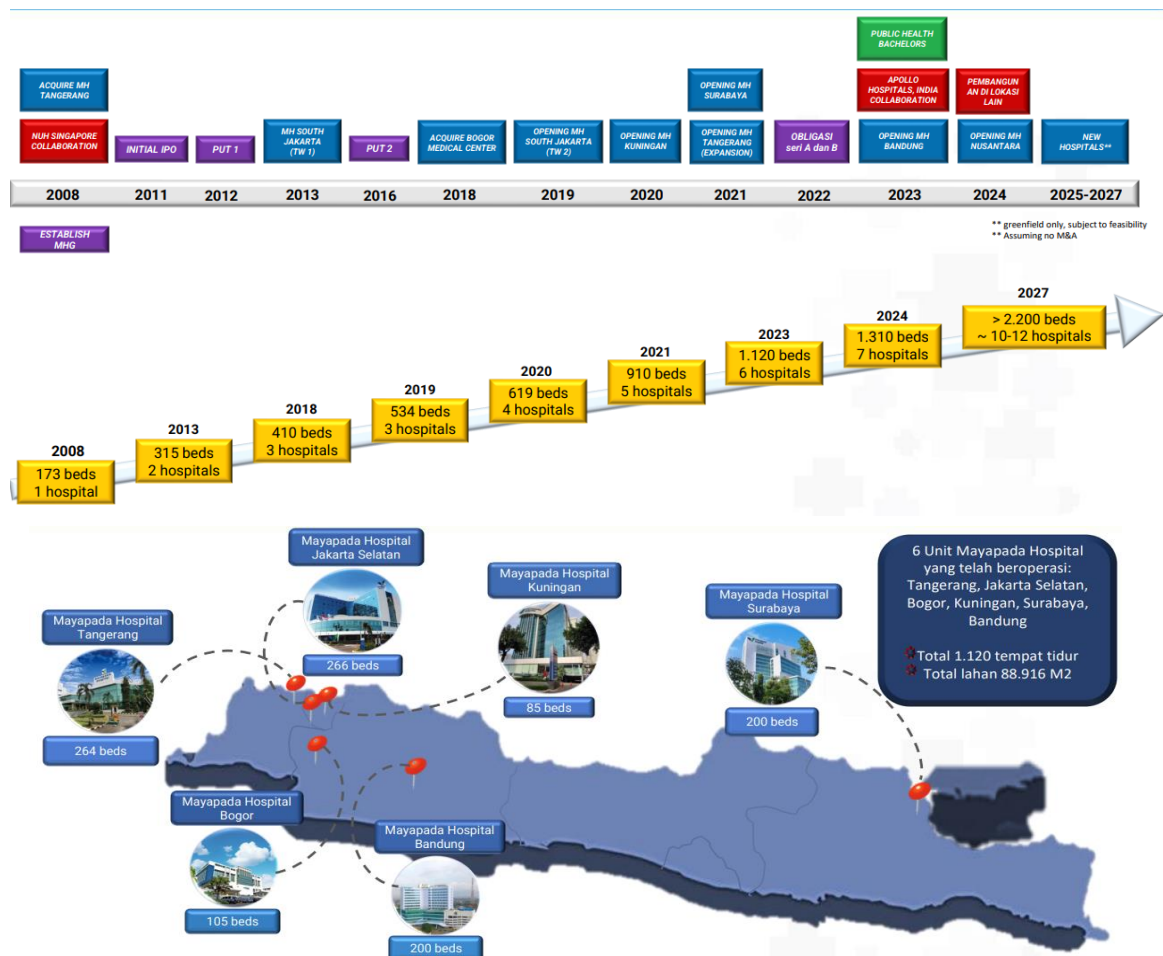 PUBLIC HEALTH
BACHELORS
ACQUIRE MH
TANGERANG
OPENING MH
SURABAYA
APOLLO
HOSPITALS, INDIA
COLLABORATION
PEMBANGUN
AN DI LOKASI
LAIN
NUH SINGAPORE
COLLABORATION
INITIAL IPO
PUT 1
MH SOUTH
JAKARTA
(TW 1)
PUT 2
ACQUIRE BOGOR
MEDICAL CENTER
OPENING MH
SOUTH JAKARTA
(TW 2)
OPENING MH
KUNINGAN
OPENING MH
TANGERANG
(EXPANSION)
OBLIGASI
seri A dan B
OPENING MH
BANDUNG
OPENING MH
NUSANTARA
NEW
HOSPITALS**
2008 2011 2012 2013 2016 2018 2019 2020 2021 2022 2023 2024 2025-2027
ESTABLISH
MHG
** greenfield only, subject to feasibility
** Assuming no M&A
2008
173 beds
1 hospital
2013
315 beds
2 hospitals
2018
410 beds
3 hospitals
2019
534 beds
3 hospitals
2020
619 beds
4 hospitals
2021
910 beds
5 hospitals
2023
1.120 beds
6 hospitals
2024
1.310 beds
7 hospitals
2027
> 2.200 beds
~ 10-12 hospitals
Mayapada Hospital
Jakarta Selatan
266 beds
Mayapada Hospital
Kuningan
85 beds
Mayapada Hospital
Surabaya
200 beds
Mayapada Hospital
Tangerang
264 beds
Mayapada Hospital
Bogor
105 beds
Mayapada Hospital
Bandung
200 beds
6 Unit Mayapada Hospital
yang telah beroperasi:
Tangerang, Jakarta Selatan,
Bogor, Kuningan, Surabaya,
Bandung
Total 1.120 tempat tidur
Total lahan 88.916 M2